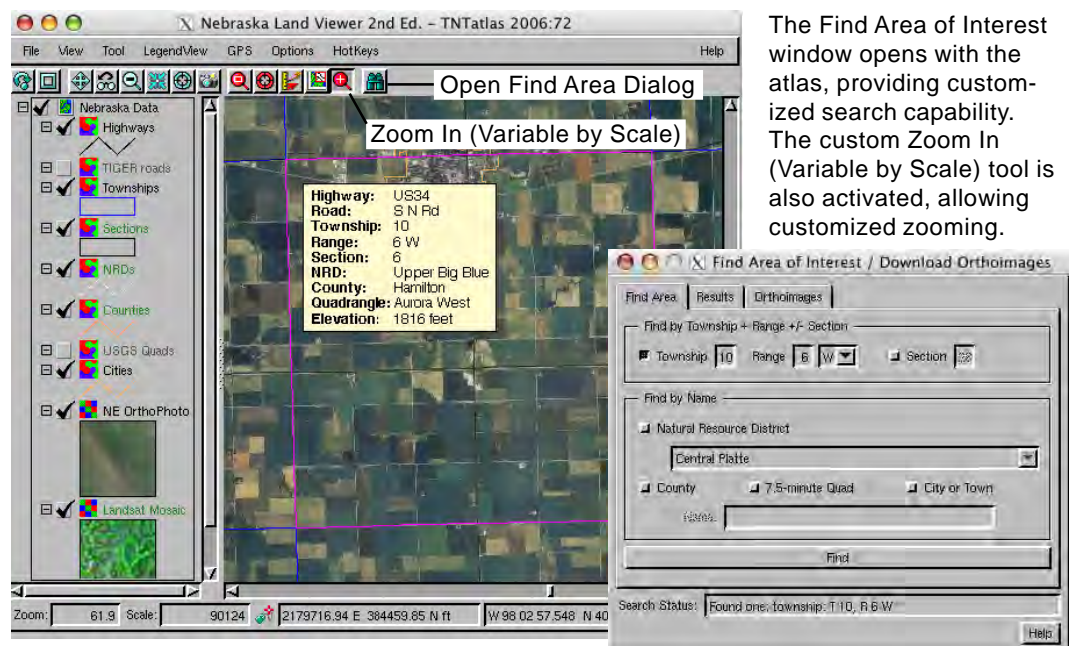 Nebraska Land Viewer 2nd Ed. – TNTatlas 2006:72
File View Tool LegendView GPS Options HotKeys Help
Open Find Area Dialog
Zoom In (Variable by Scale)
Nebraska Data
Highways
TIGER roads
Townships
Sections
NRDs
Counties
USGS Quads
Cities
NE OrthoPhoto
Landsat Mosaic
Highway: US34
Road: S N Rd
Township: 10
Range: 6 W
Section: 6
NRD: Upper Big Blue
County: Hamilton
Quadrangle: Aurora West
Elevation: 1816 feet
Zoom: 61.9 Scale: 90124 2179716.94 E 384459.85 N ft W 98 02 57.548 N 40
The Find Area of Interest
window opens with the
atlas, providing custom-
ized search capability.
The custom Zoom In
(Variable by Scale) tool is
also activated, allowing
customized zooming.
Find Area of Interest / Download Orthoimages
Find Area Results Orthoimages
Find by Township + Range +/- Section
Township 10 Range 6 W Section
Find by Name
Natural Resource District
Central Platte
County 7.5-minute Quad City or Town
Name:
Find
Search Status: Found one: township: T 10, R 6 W
Help